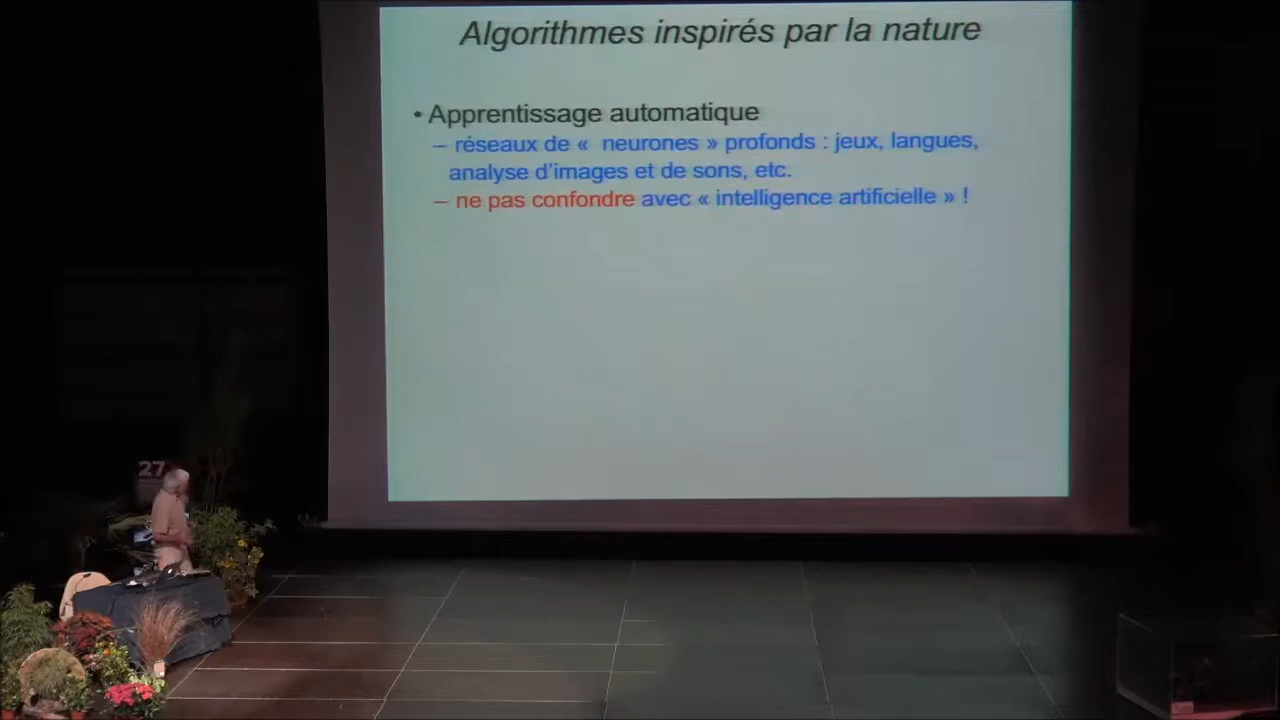 Algorithmes inspirés par la nature
• Apprentissage automatique
– réseaux de «  neurones » profonds : jeux, langues,
analyse d'images et de sons, etc.
– ne pas confondre avec « intelligence artificielle » !
27